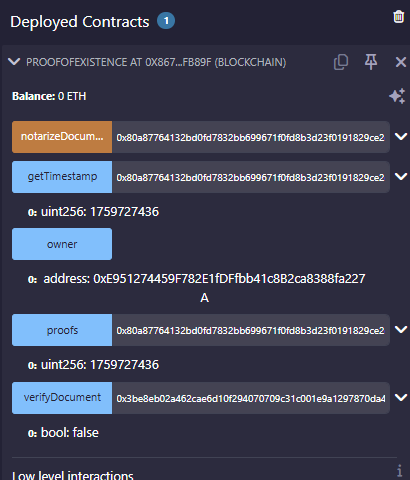 Deployed Contracts 1
PROOFOFEXISTENCE AT 0X867...FB89F (BLOCKCHAIN)
Balance: 0 ETH
notarizeDocum... 0x80a87764132bd0fd7832bb699671f0fd8b3d23f0191829ce2
getTimestamp 0x80a87764132bd0fd7832bb699671f0fd8b3d23f0191829ce2
0: uint256: 1759727436
owner
0: address: 0xE951274459F782E1fDFfbb41c8B2ca8388fa227
A
proofs 0x80a87764132bd0fd7832bb699671f0fd8b3d23f0191829ce2
0: uint256: 1759727436
verifyDocument 0x3be8eb02a462cae6d10f294070709c31c001e9a1297870da4
0: bool: false
Low level interactions